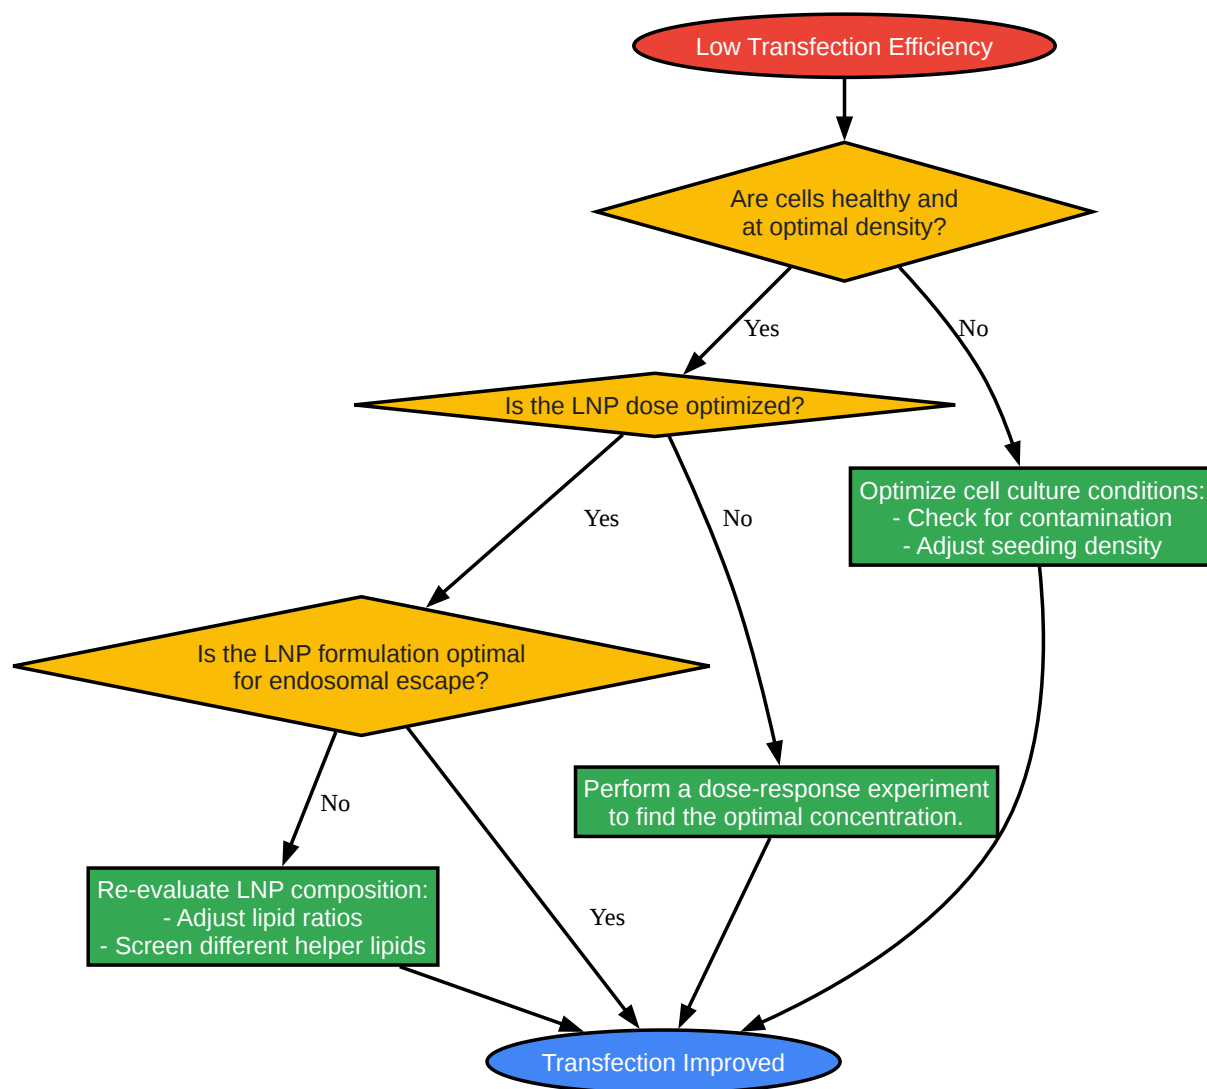 Low Transfection Efficiency
Are cells healthy and
at optimal density?
Yes
No
Is the LNP dose optimized?
Optimize cell culture conditions:
- Check for contamination
- Adjust seeding density
Yes
No
Is the LNP formulation optimal
for endosomal escape?
Perform a dose-response experiment
to find the optimal concentration.
No
Re-evaluate LNP composition:
- Adjust lipid ratios
- Screen different helper lipids
Yes
Transfection Improved